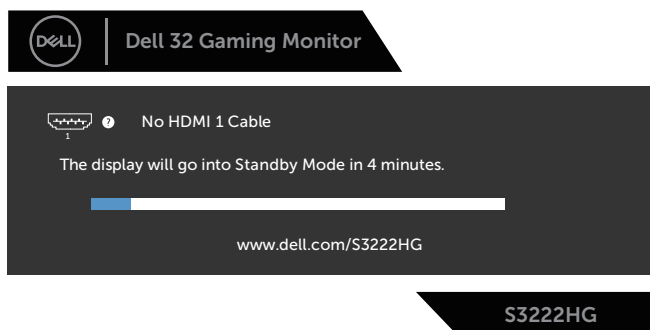 DELL
Dell 32 Gaming Monitor
? No HDMI 1 Cable
1
The display will go into Standby Mode in 4 minutes.
www.dell.com/S3222HG
S3222HG